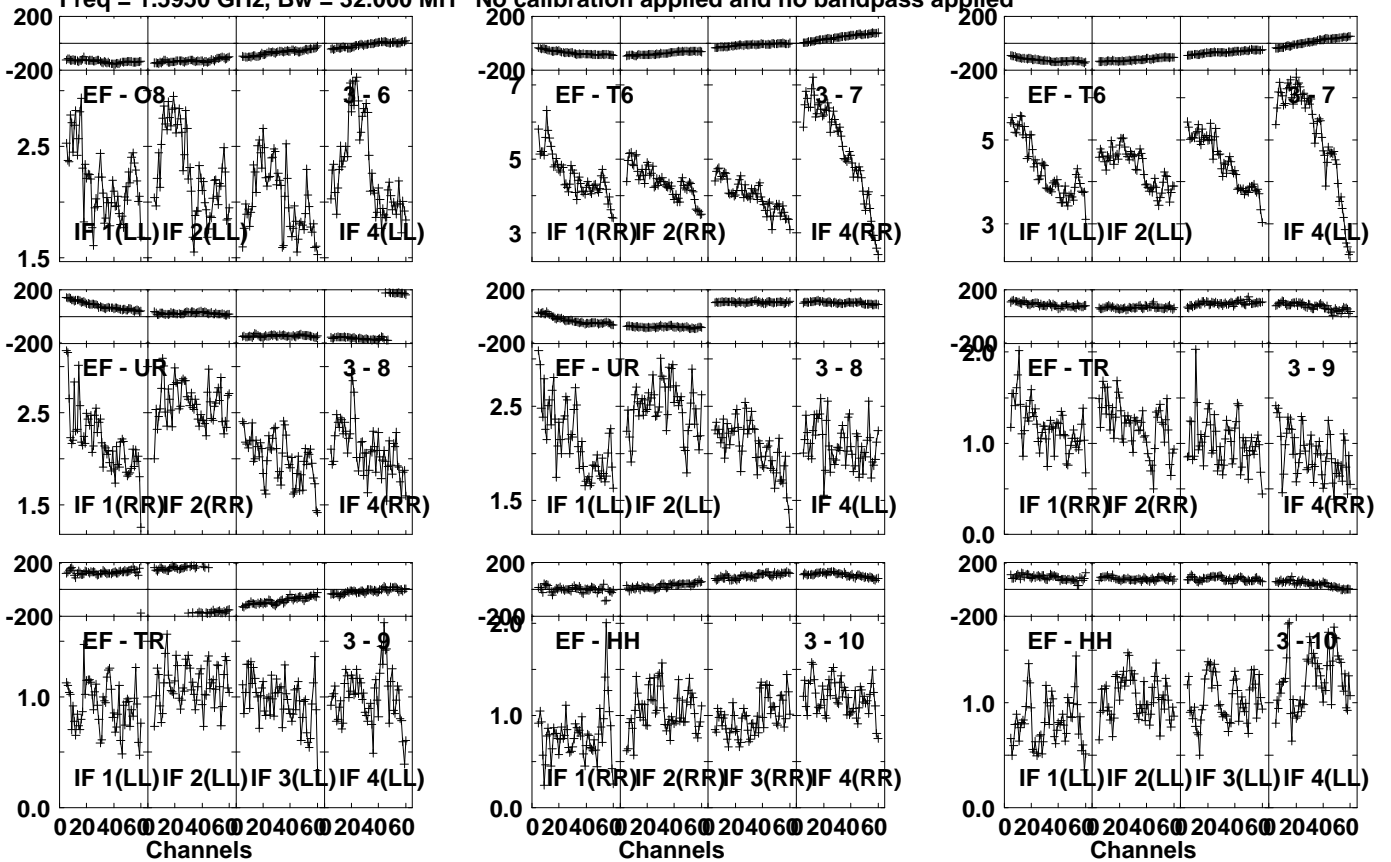 Freq = 1.5950 GHz, Bw = 32.000 MH No calibration applied and no bandpass applied
200 200 200
-200 -200 -200
EF - O8 3 - 6 7 EF - T6 3 - 7 EF - T6 3 - 7
2.5 5 5
IF 1(LL) IF 2(LL) IF 4(LL) 3 IF 1(RR) IF 2(RR) IF 4(RR) 3 IF 1(LL) IF 2(LL) IF 4(LL)
1.5
200 200 200
-200 -200 -200
EF - UR 3 - 8 EF - UR 3 - 8 2.0 EF - TR 3 - 9
2.5 2.5 1.0
1.5 IF 1(RR) IF 2(RR) IF 4(RR) 1.5 IF 1(LL) IF 2(LL) IF 4(LL) IF 1(RR) IF 2(RR) IF 4(RR)
0.0
200 200 200
-200 -200 -200
EF - TR 3 - 9 2.0 EF - HH 3 - 10 EF - HH 3 - 10
1.0 1.0 1.0
IF 1(LL) IF 2(LL) IF 3(LL) IF 4(LL) IF 1(RR) IF 2(RR) IF 3(RR) IF 4(RR) IF 1(LL) IF 2(LL) IF 3(LL) IF 4(LL)
0.0 0.0 0.0
0 20 40 60 0 20 40 60 0 20 40 60 0 20 40 60 0 20 40 60 0 20 40 60 0 20 40 60 0 20 40 60 0 20 40 60 0 20 40 60 0 20 40 60 0 20 40 60
Channels Channels Channels